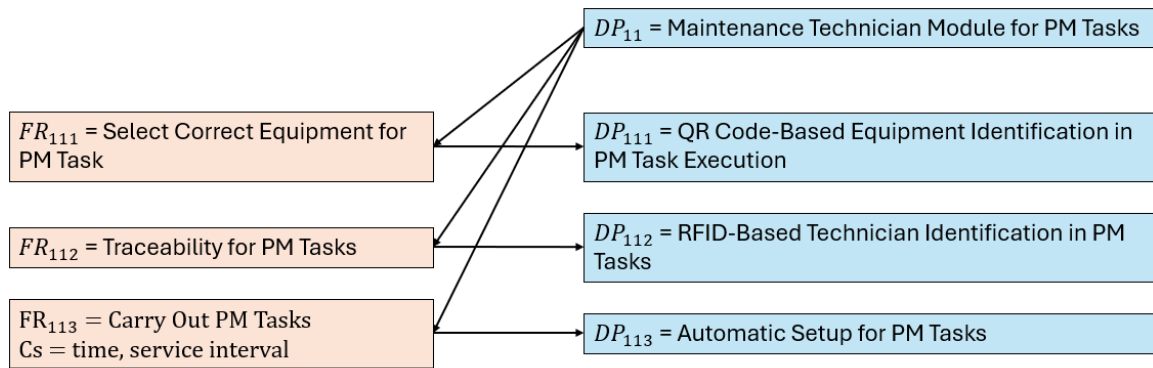 DP₁₁ = Maintenance Technician Module for PM Tasks
FR₁₁₁ = Select Correct Equipment for
PM Task
DP₁₁₁ = QR Code-Based Equipment Identification in
PM Task Execution
FR₁₁₂ = Traceability for PM Tasks
DP₁₁₂ = RFID-Based Technician Identification in PM
Tasks
FR₁₁₃ = Carry Out PM Tasks
Cs = time, service interval
DP₁₁₃ = Automatic Setup for PM Tasks